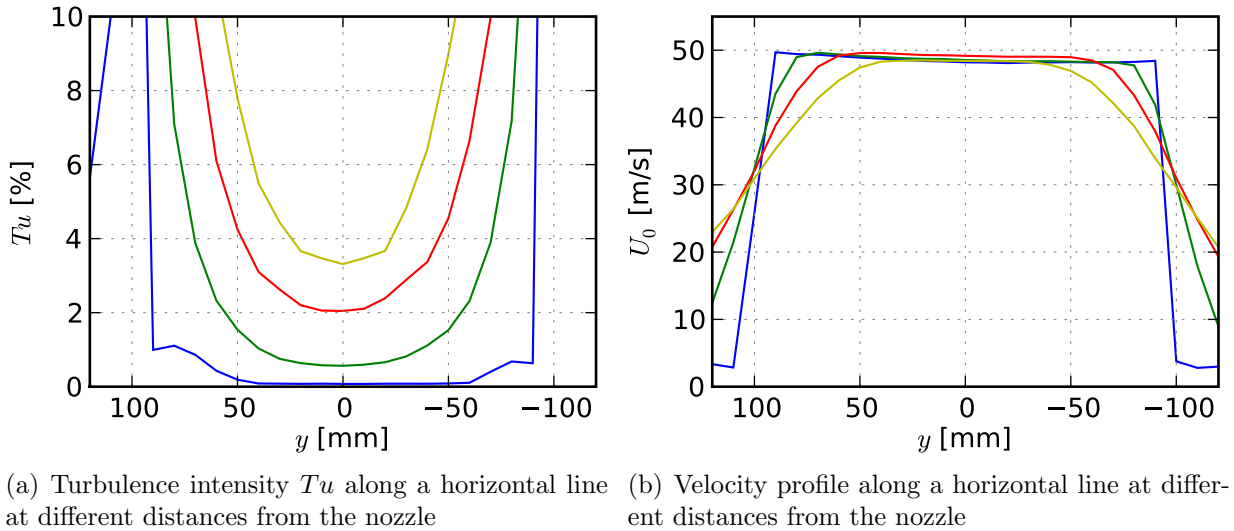 10
8
6
4
2
0
Tu [%]
100 50 0 −50 −100
y [mm]
50
40
30
20
10
0
U0 [m/s]
100 50 0 −50 −100
y [mm]
(a) Turbulence intensity Tu along a horizontal line
at different distances from the nozzle
(b) Velocity profile along a horizontal line at differ-
ent distances from the nozzle